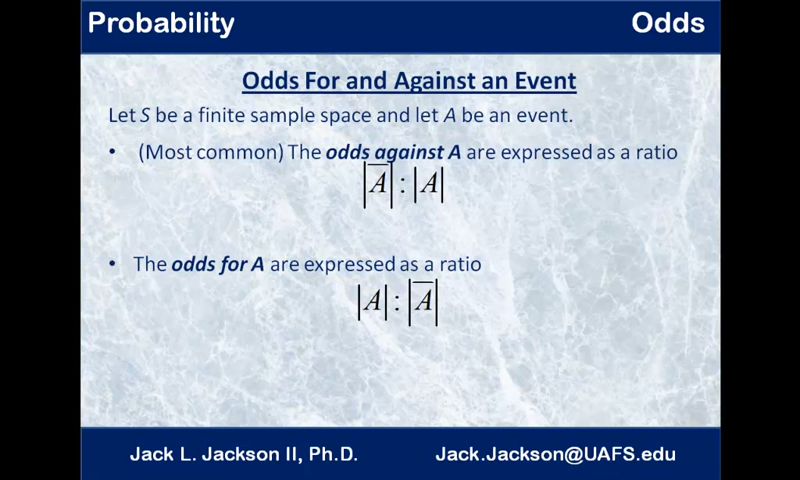 Probability
Odds
Odds For and Against an Event
Let S be a finite sample space and let A be an event.
• (Most common) The odds against A are expressed as a ratio
|A̅| : |A|
• The odds for A are expressed as a ratio
|A| : |A̅|
Jack L. Jackson II, Ph.D.
Jack.Jackson@UAFS.edu